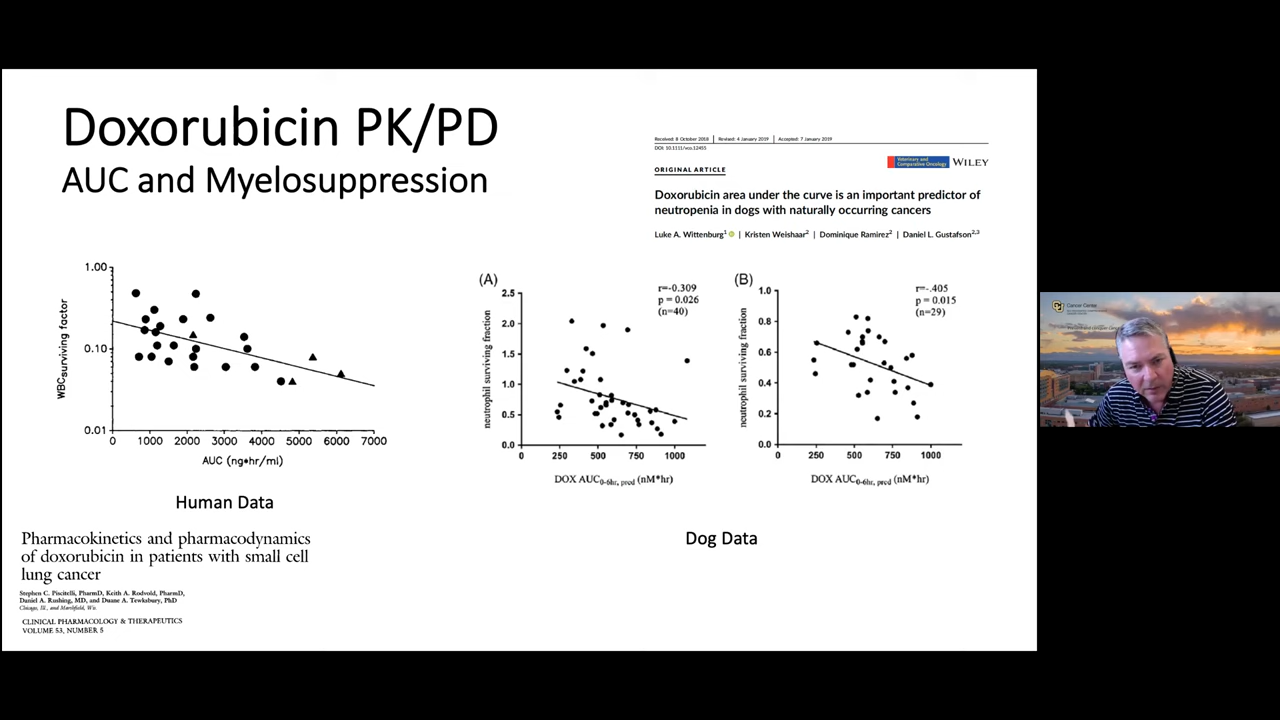 Doxorubicin PK/PD
AUC and Myelosuppression
Received: 8 October 2018 | Revised: 4 January 2019 | Accepted: 7 January 2019
DOI: 10.1111/vco.12455
ORIGINAL ARTICLE
Veterinary and
Comparative Oncology
WILEY
Doxorubicin area under the curve is an important predictor of
neutropenia in dogs with naturally occurring cancers
Luke A. Wittenburg1 | Kristen Weishaar2 | Dominique Ramirez2 | Daniel L. Gustafson2,3
1.00
0.10
0.01
WBCsurviving factor
0 1000 2000 3000 4000 5000 6000 7000
AUC (ng•hr/ml)
Human Data
Pharmacokinetics and pharmacodynamics
of doxorubicin in patients with small cell
lung cancer
Stephen C. Piscitelli, PharmD, Keith A. Rodvold, PharmD,
Daniel A. Rushing, MD, and Duane A. Tewksbury, PhD
Chicago, Ill., and Marshfield, Wis.
CLINICAL PHARMACOLOGY & THERAPEUTICS
VOLUME 53, NUMBER 5
(A)
r=-0.309
p = 0.026
(n=40)
2.5
2.0
1.5
1.0
0.5
0.0
neutrophil surviving fraction
0 250 500 750 1000
DOX AUC0-6hr, pred (nM*hr)
(B)
r=-.405
p = 0.015
(n=29)
1.0
0.8
0.6
0.4
0.2
0.0
neutrophil surviving fraction
0 250 500 750 1000
DOX AUC0-6hr, pred (nM*hr)
Dog Data
Cancer Center